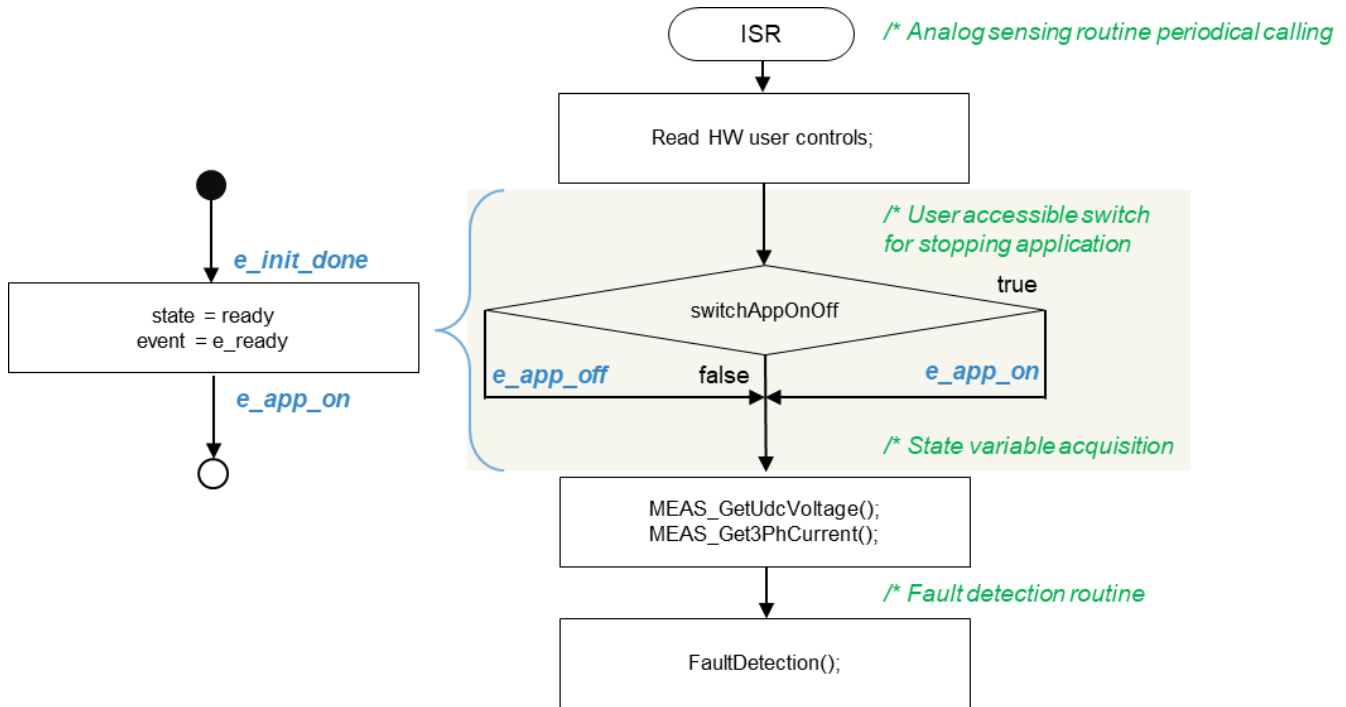 ISR
/* Analog sensing routine periodical calling
Read HW user controls;
/* User accessible switch
for stopping application
e_init_done
state = ready
event = e_ready
e_app_on
true
switchAppOnOff
e_app_off
false
e_app_on
/* State variable acquisition
MEAS_GetUdcVoltage();
MEAS_Get3PhCurrent();
/* Fault detection routine
FaultDetection();